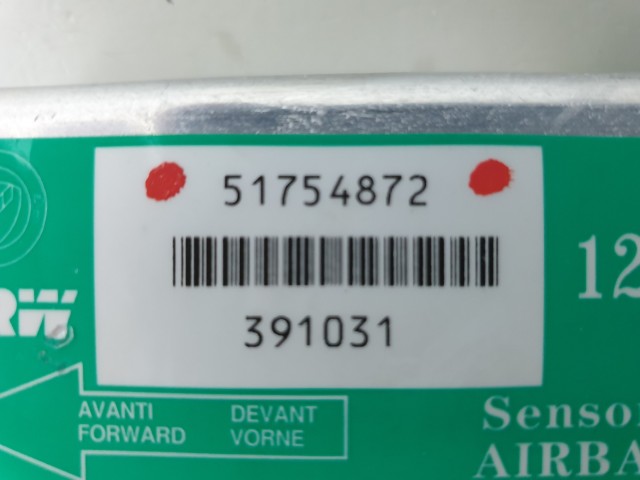 51754872
391031
12
RW
AVANTI DEVANT
FORWARD VORNE
Senso
AIRBA